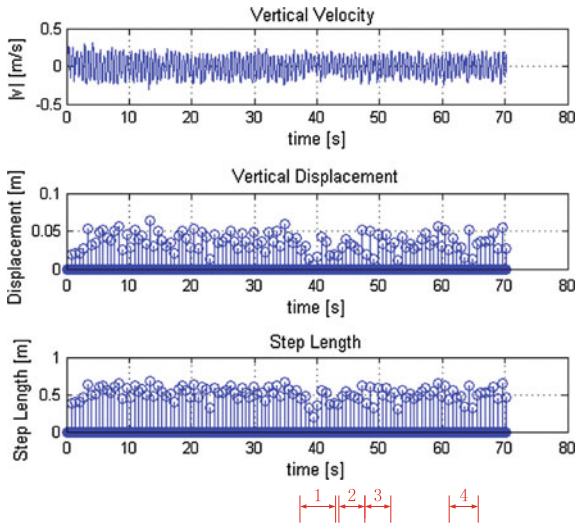 Vertical Velocity
|v| [m/s]
0.5
0
-0.5
0 10 20 30 40 50 60 70 80
time [s]
Vertical Displacement
Displacement [m]
0.1
0.05
0
0 10 20 30 40 50 60 70 80
time [s]
Step Length
Step Length [m]
1
0.5
0
0 10 20 30 40 50 60 70 80
time [s]
1 2 3 4